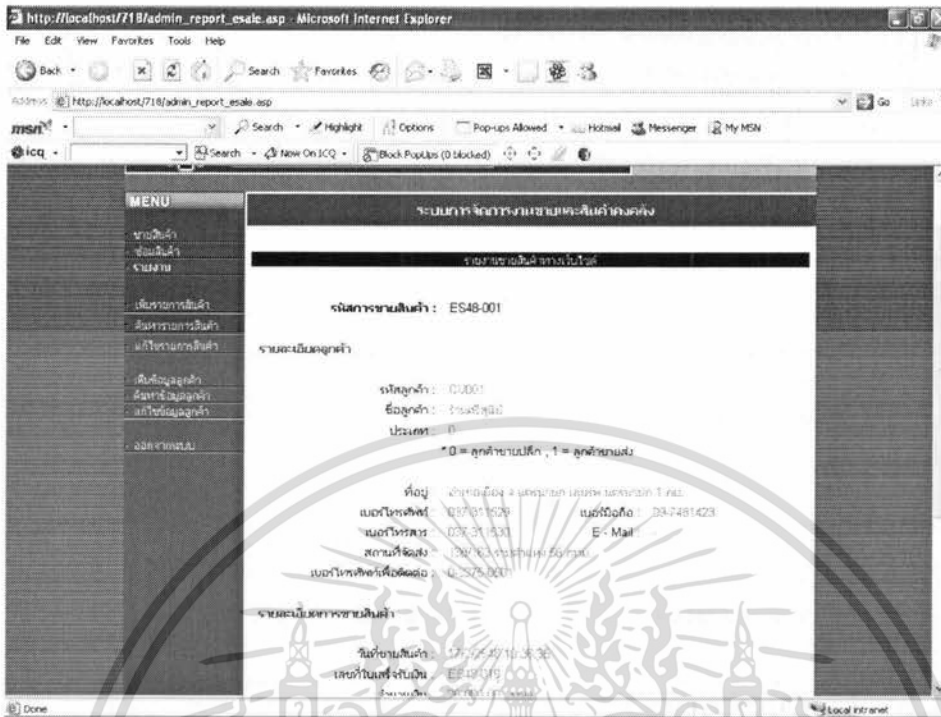 http://localhost/718/admin_report_esale.asp - Microsoft Internet Explorer
File Edit View Favorites Tools Help
Back Search Favorites
Address http://localhost/718/admin_report_esale.asp Go Links
msn Search Highlight Options Pop-ups Allowed Hotmail Messenger My MSN
icq Search Now On ICQ Block PopUps (0 blocked)
MENU
ระบบการจัดการงานขายและสินค้าคงคลัง
ขายสินค้า
ซ่อมสินค้า
รายงาน
รายงานขายสินค้าทางเว็บไซต์
เพิ่มรายการสินค้า
ค้นหารายการสินค้า
แก้ไขรายการสินค้า
รหัสการขายสินค้า : ES48-001
รายละเอียดลูกค้า
เพิ่มข้อมูลลูกค้า
ค้นหาข้อมูลลูกค้า
แก้ไขข้อมูลลูกค้า
ออกจากระบบ
รหัสลูกค้า : CU001
ชื่อลูกค้า :
ประเภท : 0
* 0 = ลูกค้าขายปลีก , 1 = ลูกค้าขายส่ง
ที่อยู่ :
เบอร์โทรศัพท์ : 037-311529 เบอร์มือถือ : 09-7481423
เบอร์โทรสาร : 037-311530 E - Mail :
สถานที่จัดส่ง :
เบอร์โทรศัพท์เพื่อติดต่อ :
รายละเอียดการขายสินค้า
วันที่ขายสินค้า :
เลขที่ใบเสร็จรับเงิน :
จำนวนเงิน
Done Local intranet